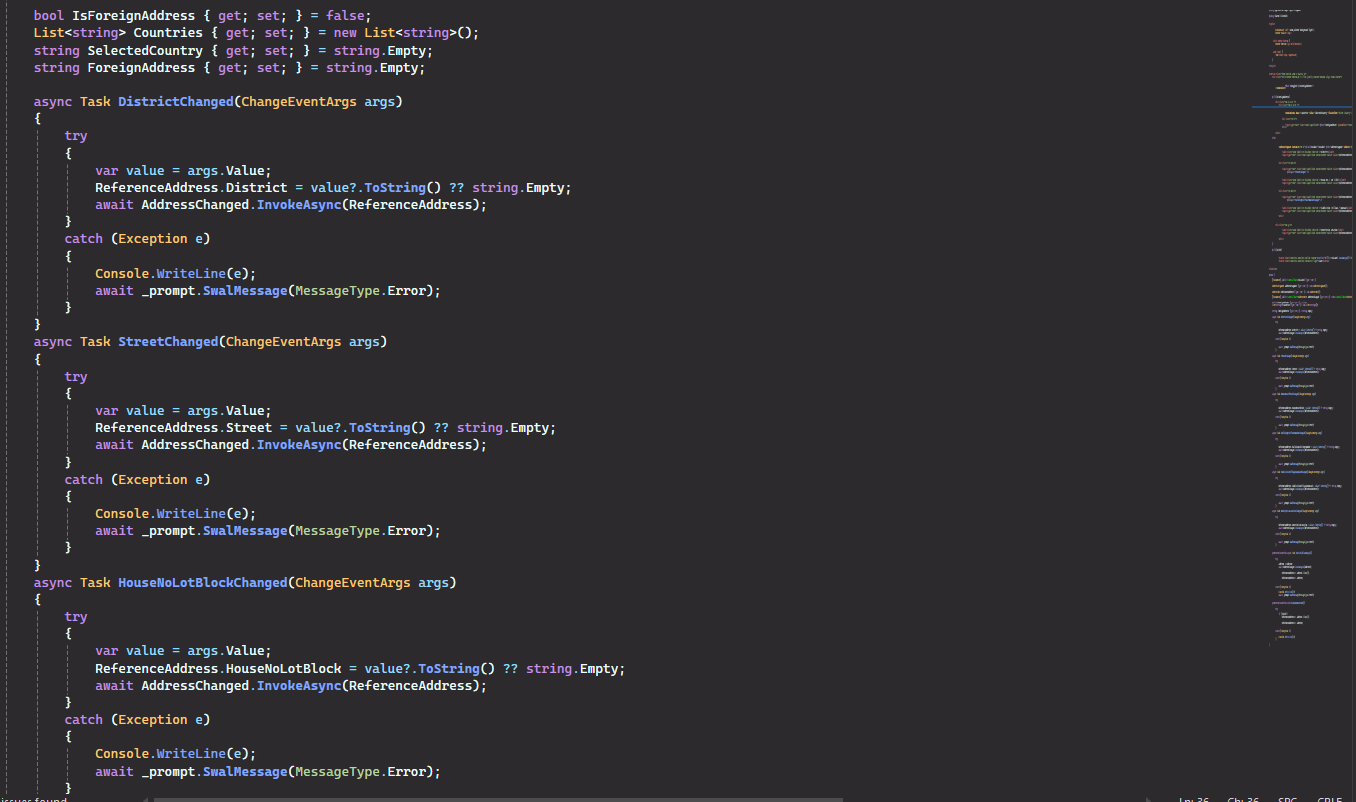 bool IsForeignAddress { get; set; } = false;
List<string> Countries { get; set; } = new List<string>();
string SelectedCountry { get; set; } = string.Empty;
string ForeignAddress { get; set; } = string.Empty;
async Task DistrictChanged(ChangeEventArgs args)
{
try
{
var value = args.Value;
ReferenceAddress.District = value?.ToString() ?? string.Empty;
await AddressChanged.InvokeAsync(ReferenceAddress);
}
catch (Exception e)
{
Console.WriteLine(e);
await _prompt.SwalMessage(MessageType.Error);
}
}
async Task StreetChanged(ChangeEventArgs args)
{
try
{
var value = args.Value;
ReferenceAddress.Street = value?.ToString() ?? string.Empty;
await AddressChanged.InvokeAsync(ReferenceAddress);
}
catch (Exception e)
{
Console.WriteLine(e);
await _prompt.SwalMessage(MessageType.Error);
}
}
async Task HouseNoLotBlockChanged(ChangeEventArgs args)
{
try
{
var value = args.Value;
ReferenceAddress.HouseNoLotBlock = value?.ToString() ?? string.Empty;
await AddressChanged.InvokeAsync(ReferenceAddress);
}
catch (Exception e)
{
Console.WriteLine(e);
await _prompt.SwalMessage(MessageType.Error);
}
issues found
Ln: 36 Ch: 36 SPC CRLF